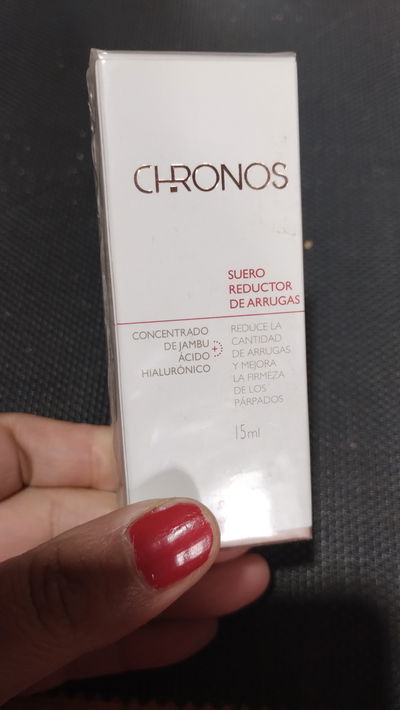 CHRONOS
SUERO
REDUCTOR
DE ARRUGAS
CONCENTRADO
DE JAMBU
ÁCIDO
HIALURÓNICO
+
REDUCE LA
CANTIDAD
DE ARRUGAS
Y MEJORA
LA FIRMEZA
DE LOS
PÁRPADOS
15ml